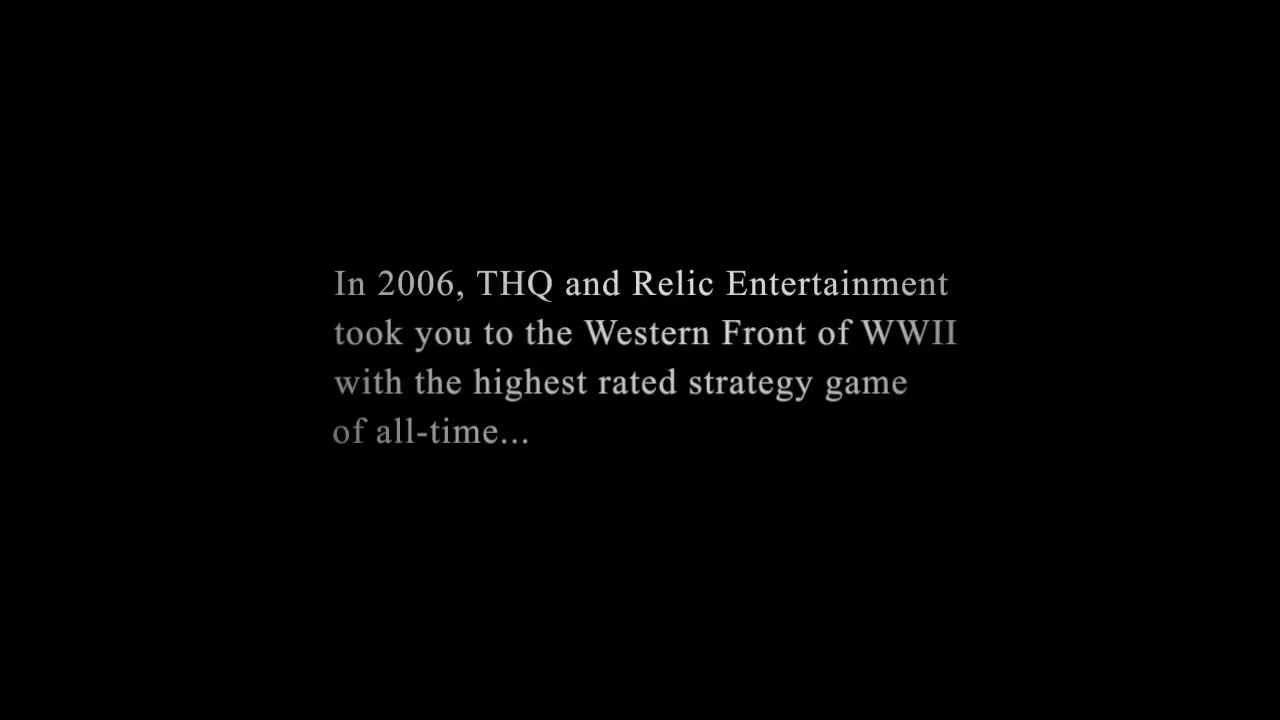 In 2006, THQ and Relic Entertainment
took you to the Western Front of WWII
with the highest rated strategy game
of all-time...